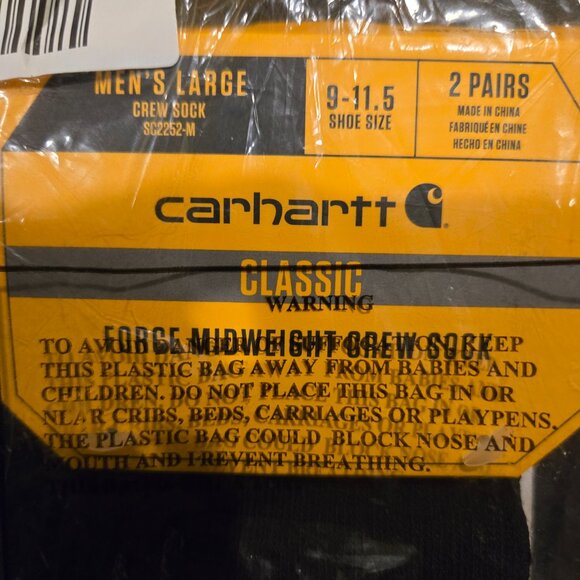 MEN'S LARGE
CREW SOCK
SC2252-M
9-11.5
SHOE SIZE
2 PAIRS
MADE IN CHINA
FABRIQUÉ EN CHINE
HECHO EN CHINA
carhartt
CLASSIC
WARNING
FORCE MIDWEIGHT CREW SOCK
TO AVOID DANGER OF SUFFOCATION, KEEP
THIS PLASTIC BAG AWAY FROM BABIES AND
CHILDREN. DO NOT PLACE THIS BAG IN OR
NEAR CRIBS, BEDS, CARRIAGES OR PLAYPENS.
THE PLASTIC BAG COULD BLOCK NOSE AND
MOUTH AND PREVENT BREATHING.